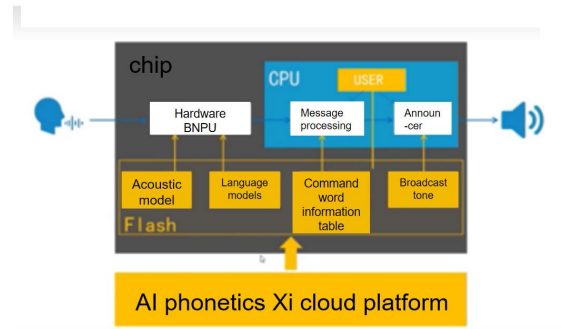 chip
CPU
USER
Hardware
BNPU
Message
processing
Announ
-cer
Acoustic
model
Language
models
Command
word
information
table
Broadcast
tone
Flash
AI phonetics Xi cloud platform